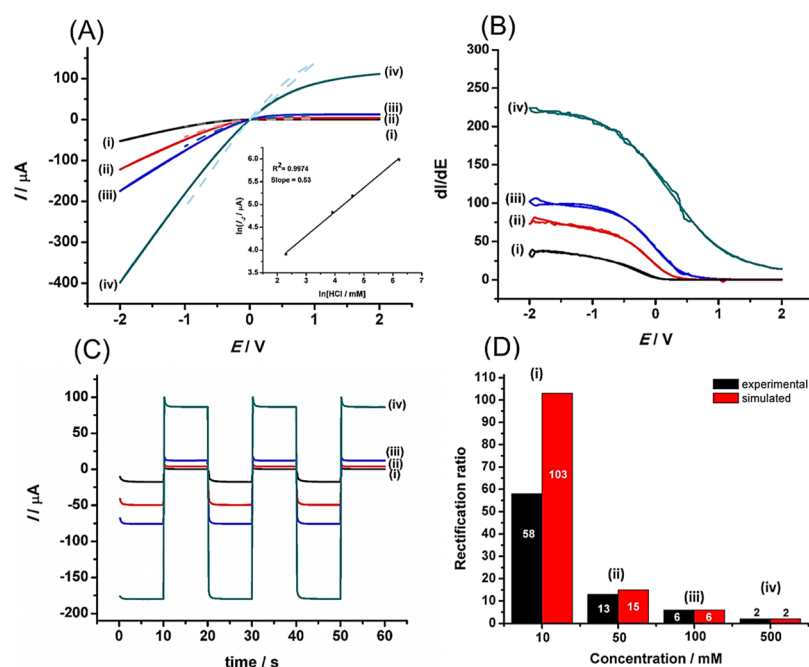 (A)
100
0
-100
-200
-300
-400
I / µA
(i)
(ii)
(iii)
(iv)
(iv)
(iii)
(ii)
(i)
-2
-1
0
1
2
E / V
R2= 0.9974
Slope = 0.53
6.0
5.5
5.0
4.5
4.0
3.5
2
3
4
5
6
7
ln[HCl / mM]
(B)
300
250
200
150
100
50
0
dI/dE
(iv)
(iii)
(ii)
(i)
-2
-1
0
1
2
E / V
(C)
100
50
0
-50
-100
-150
-200
I / µA
(iv)
(iii)
(ii)
(i)
0
10
20
30
40
50
60
time / s
(D)
110
100
90
80
70
60
50
40
30
20
10
0
Rectification ratio
experimental
simulated
(i)
103
58
(ii)
13
15
(iii)
6
6
(iv)
2
2
10
50
100
500
Concentration / mM